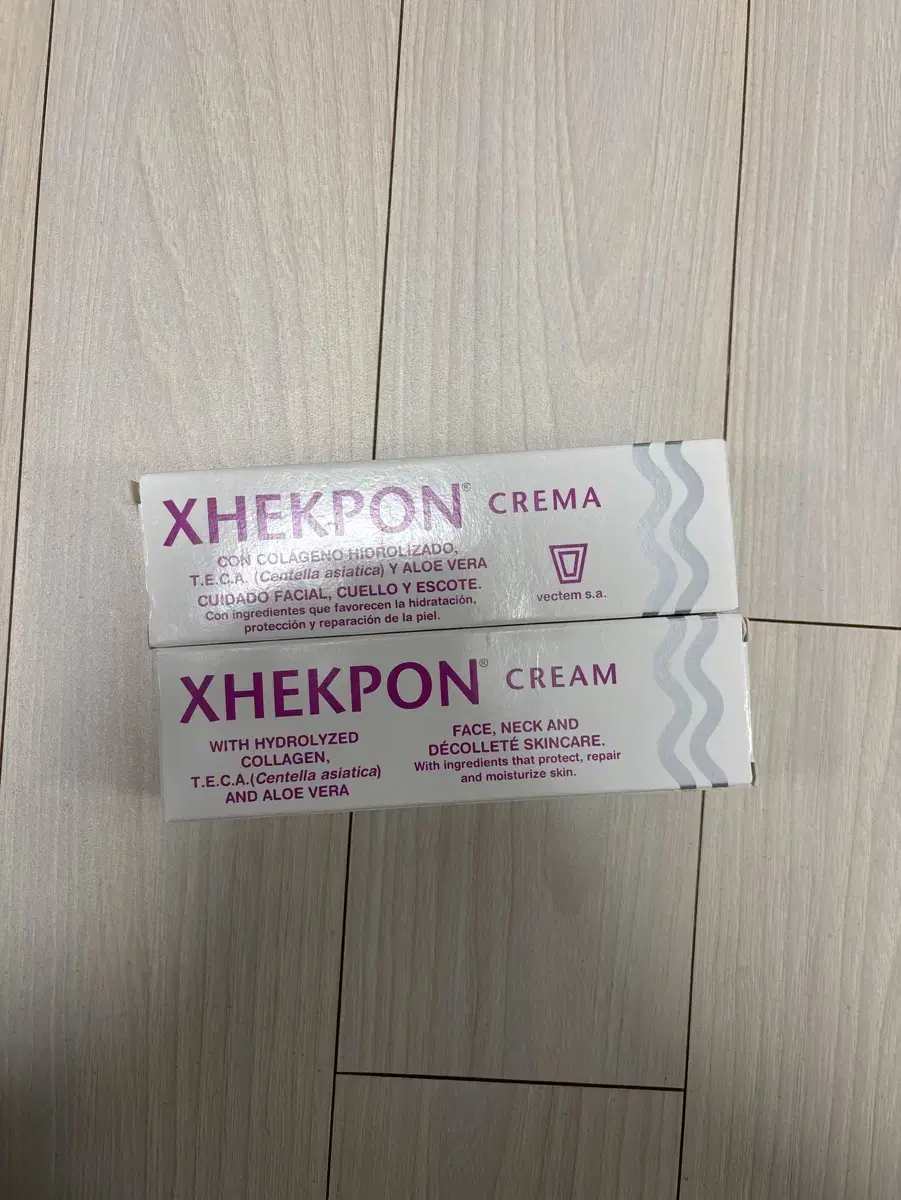 XHEKPON® CREMA
CON COLÁGENO HIDROLIZADO,
T.E.C.A. (Centella asiatica) Y ALOE VERA
CUIDADO FACIAL, CUELLO Y ESCOTE.
Con ingredientes que favorecen la hidratación,
protección y reparación de la piel.
vectem s.a.
XHEKPON® CREAM
WITH HYDROLYZED
COLLAGEN,
T.E.C.A.(Centella asiatica)
AND ALOE VERA
FACE, NECK AND
DÉCOLLETÉ SKINCARE.
With ingredients that protect, repair
and moisturize skin.